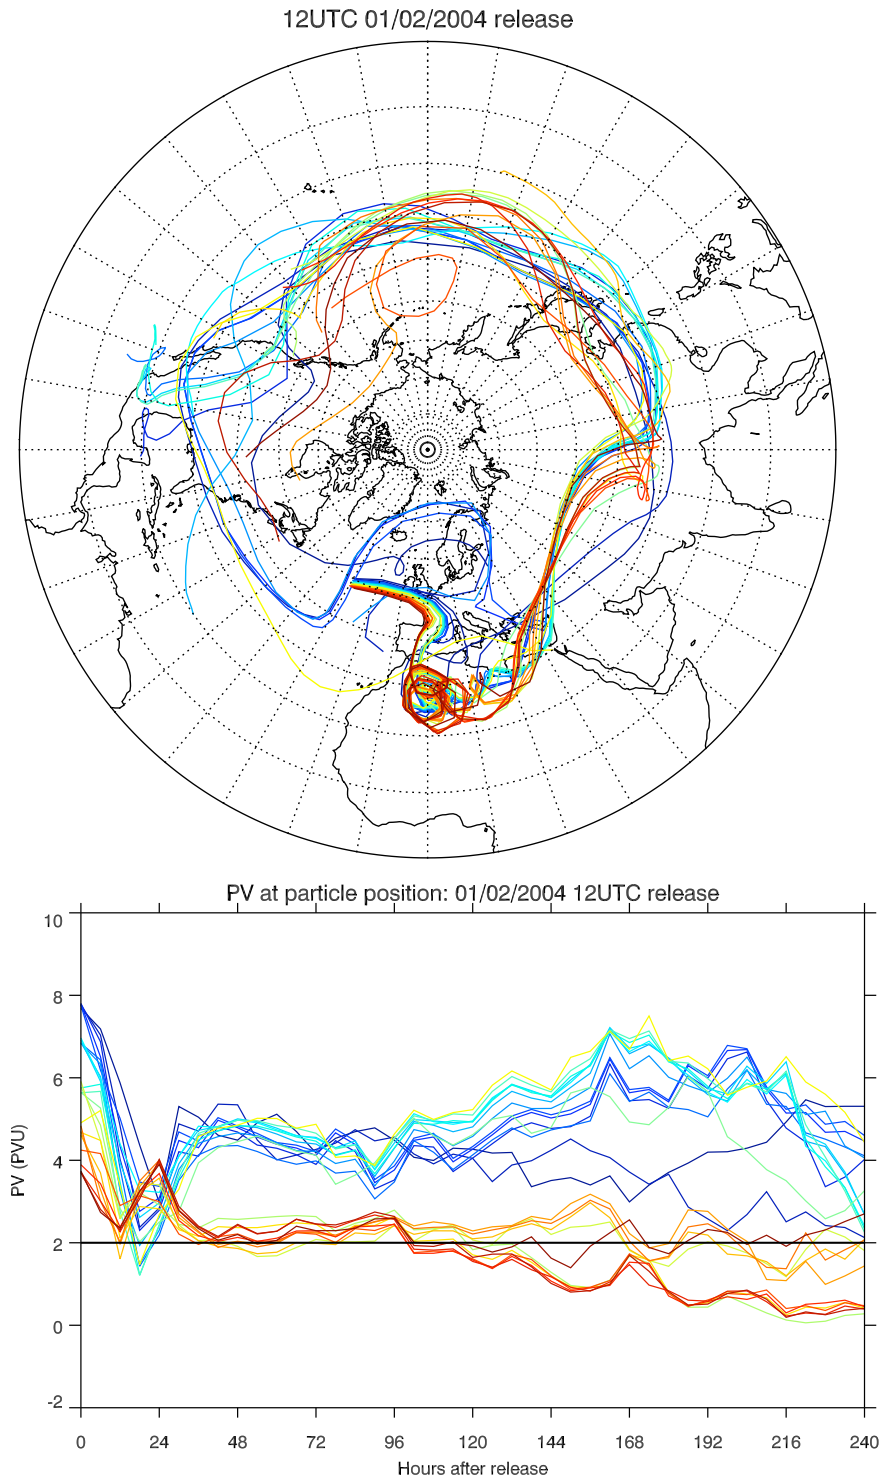 12UTC 01/02/2004 release
PV at particle position: 01/02/2004 12UTC release
10
8
6
4
2
0
-2
PV (PVU)
0 24 48 72 96 120 144 168 192 216 240
Hours after release